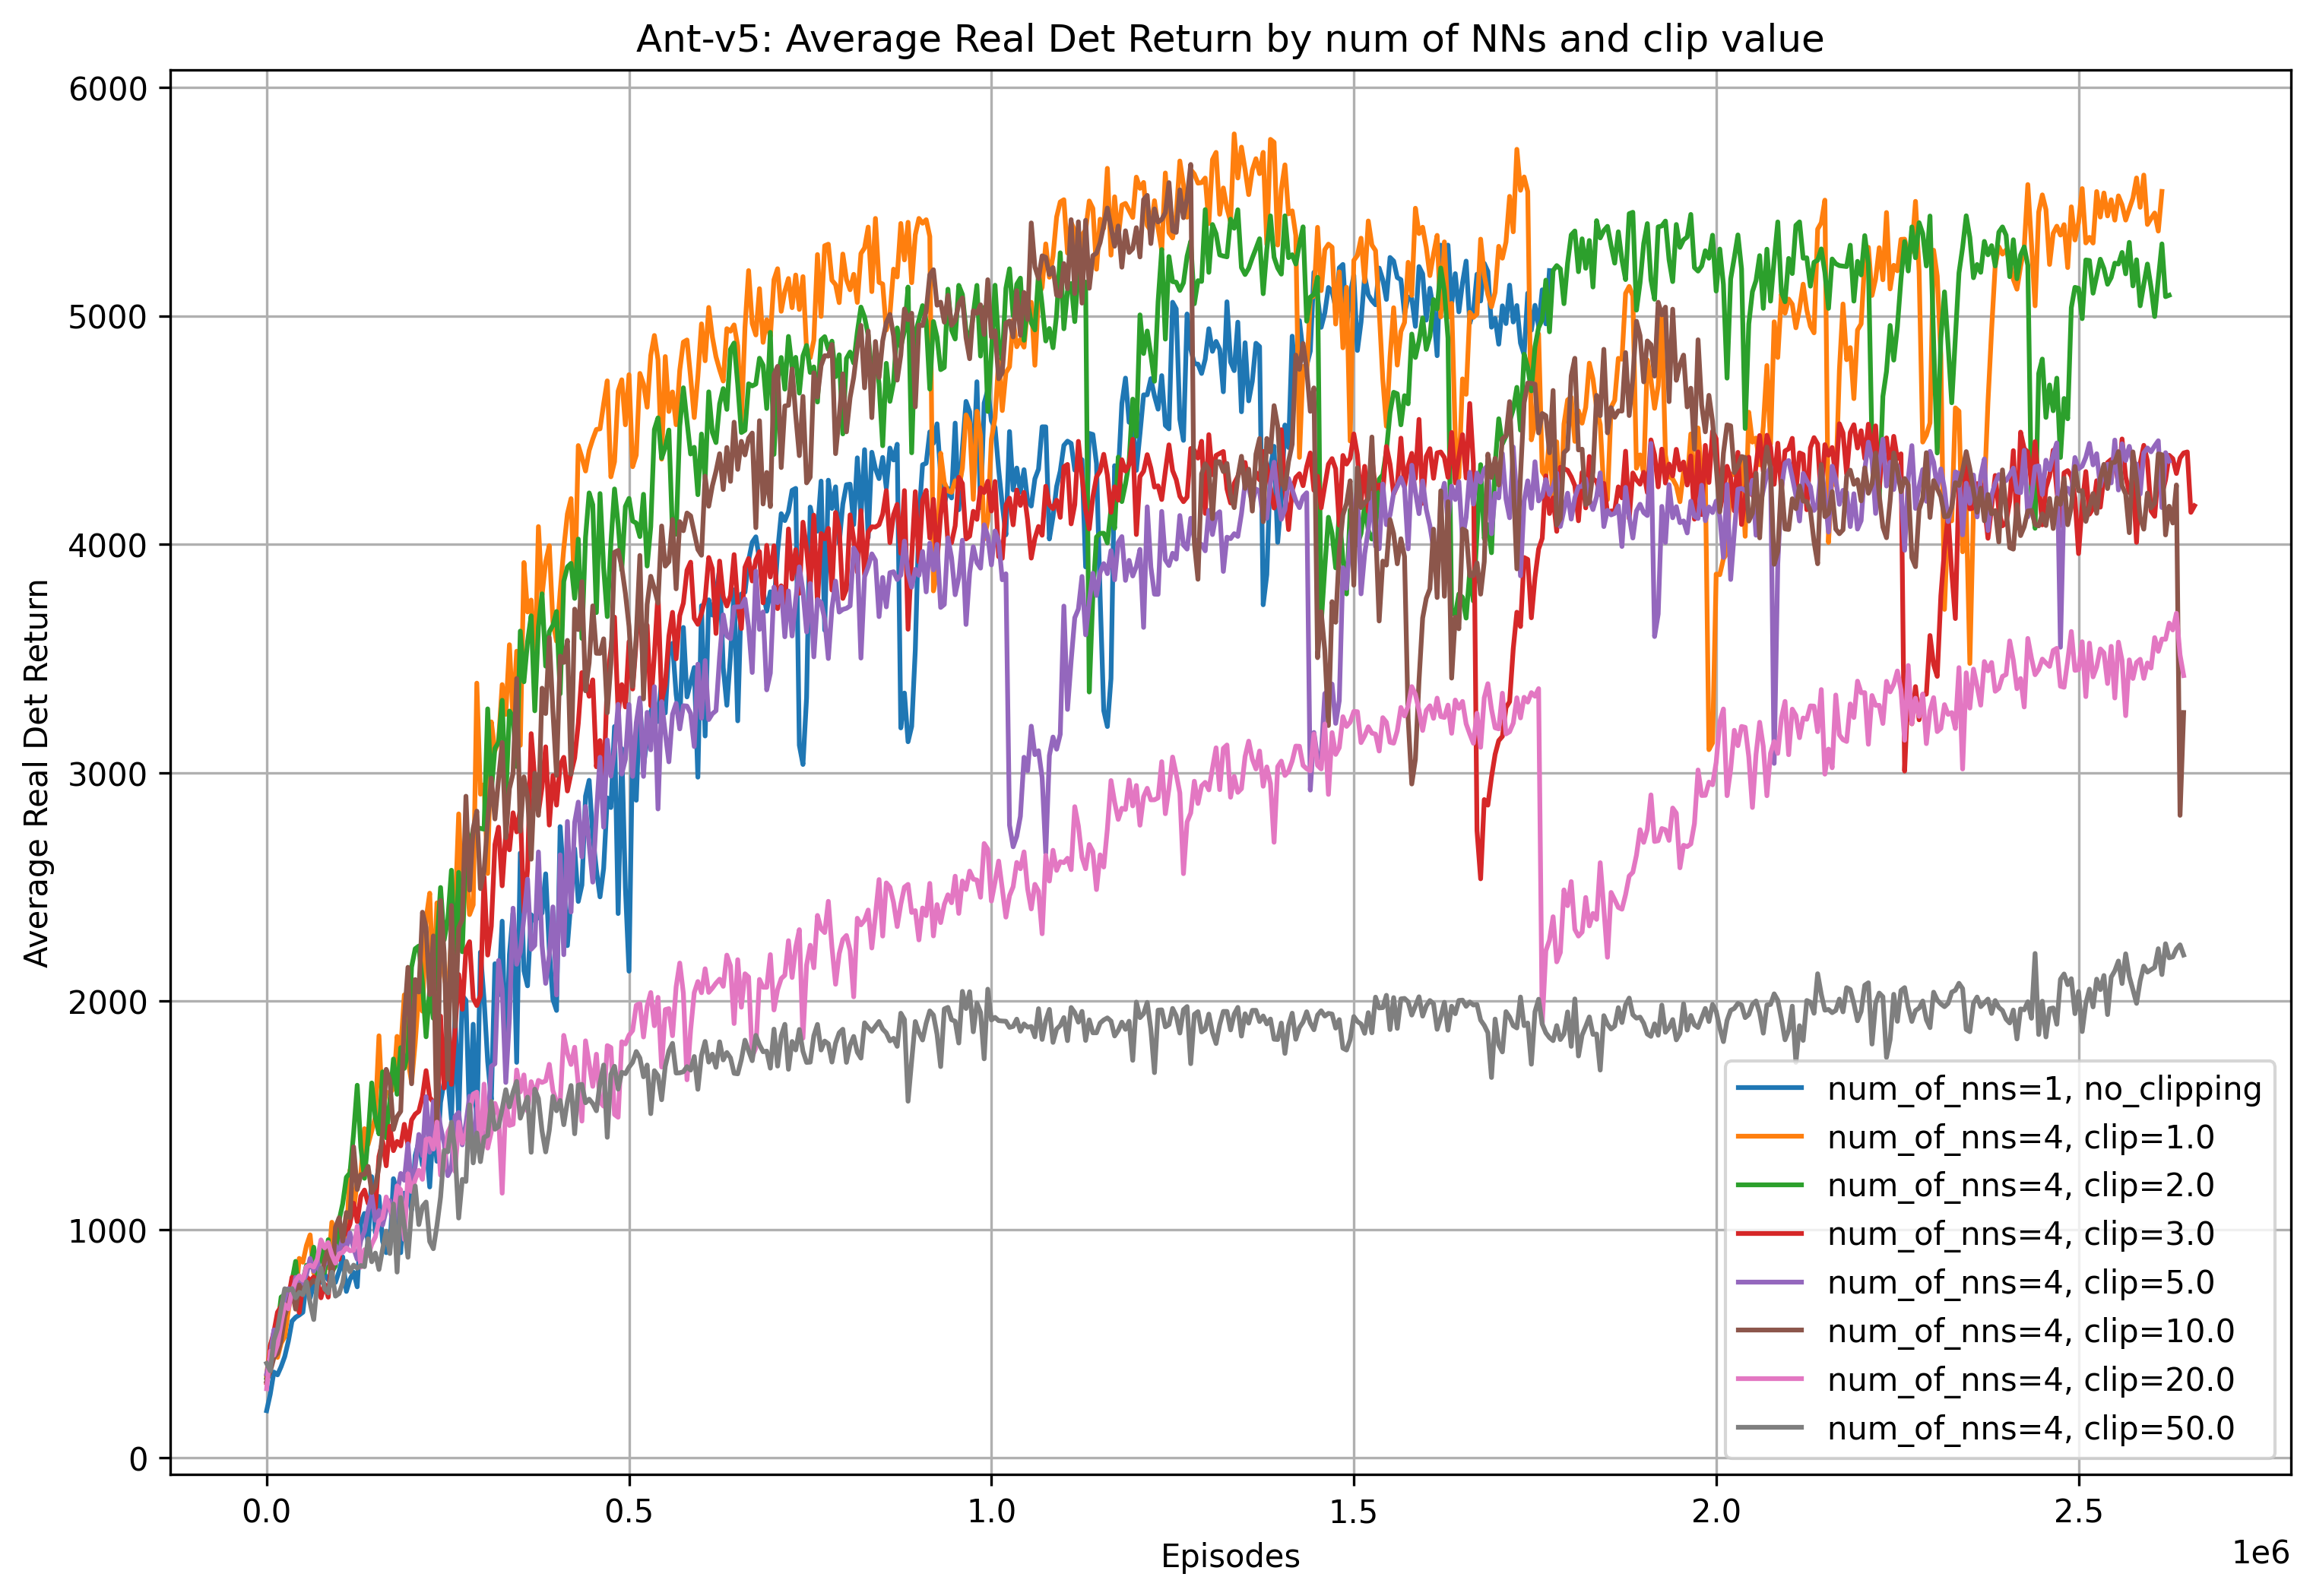 Ant-v5: Average Real Det Return by num of NNs and clip value
Average Real Det Return
6000
5000
4000
3000
2000
1000
0
num_of_nns=1, no_clipping
num_of_nns=4, clip=1.0
num_of_nns=4, clip=2.0
num_of_nns=4, clip=3.0
num_of_nns=4, clip=5.0
num_of_nns=4, clip=10.0
num_of_nns=4, clip=20.0
num_of_nns=4, clip=50.0
0.0 0.5 1.0 1.5 2.0 2.5
1e6
Episodes